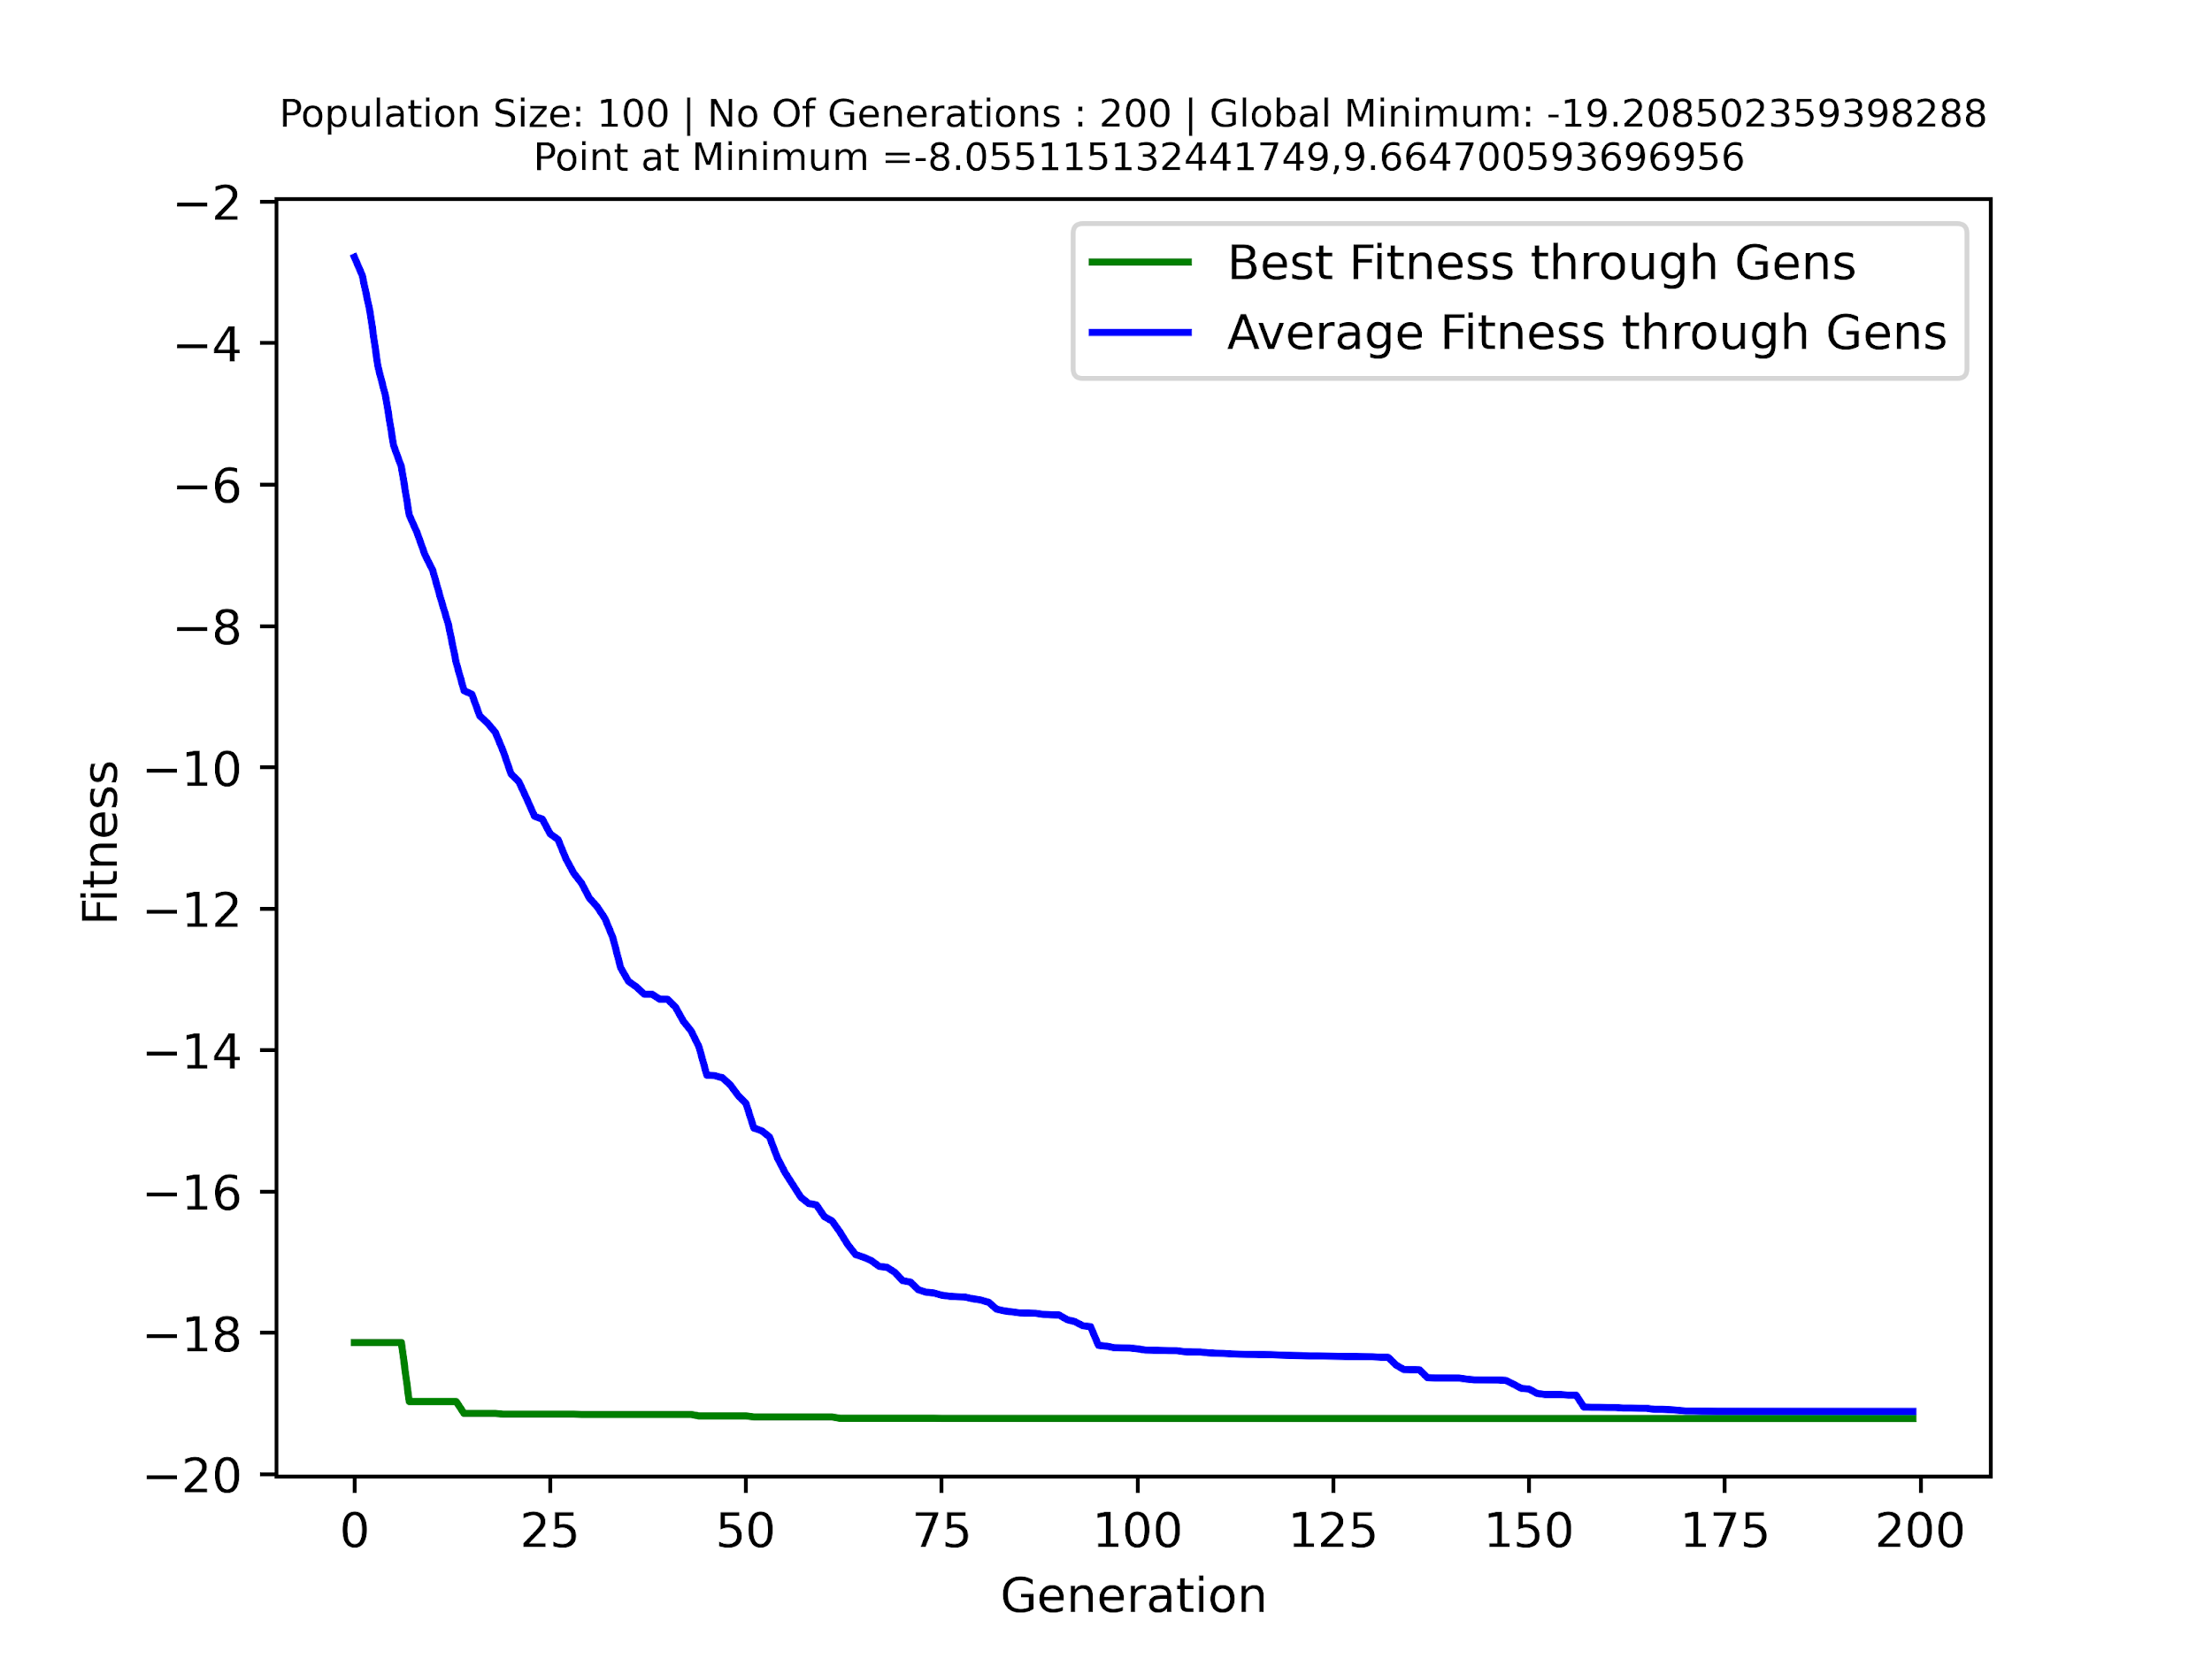 Population Size: 100 | No Of Generations : 200 | Global Minimum: -19.208502359398288
Point at Minimum =-8.055115132441749,9.664700593696956
Best Fitness through Gens
Average Fitness through Gens
−2
−4
−6
−8
−10
−12
−14
−16
−18
−20
Fitness
0 25 50 75 100 125 150 175 200
Generation